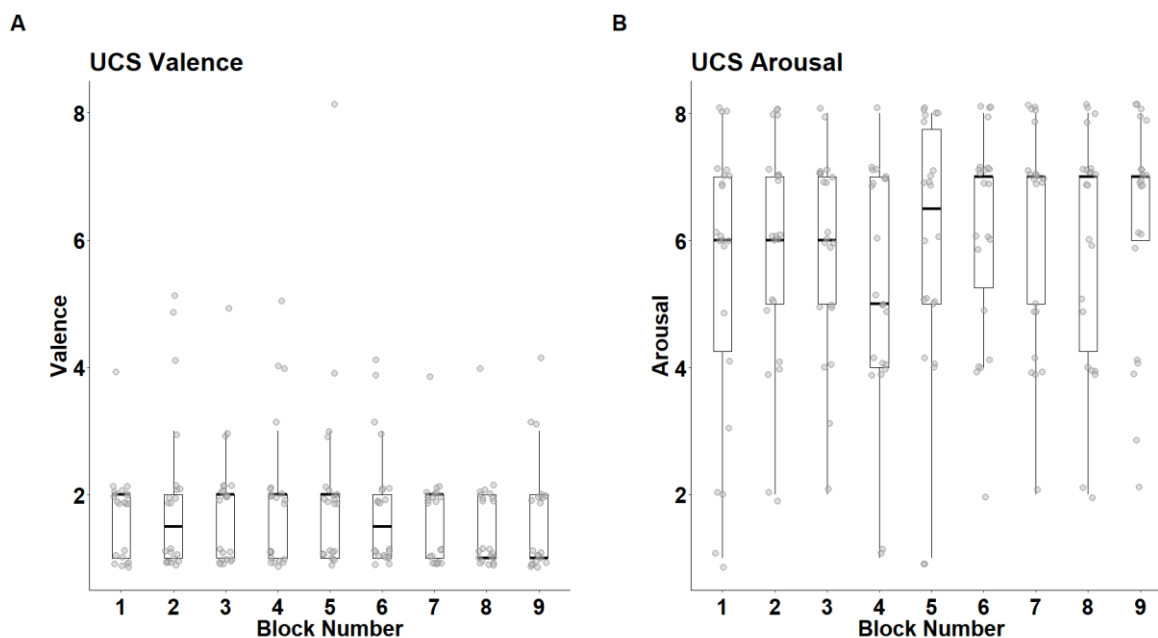 A
UCS Valence
Valence
8
6
4
2
1 2 3 4 5 6 7 8 9
Block Number
B
UCS Arousal
Arousal
8
6
4
2
1 2 3 4 5 6 7 8 9
Block Number